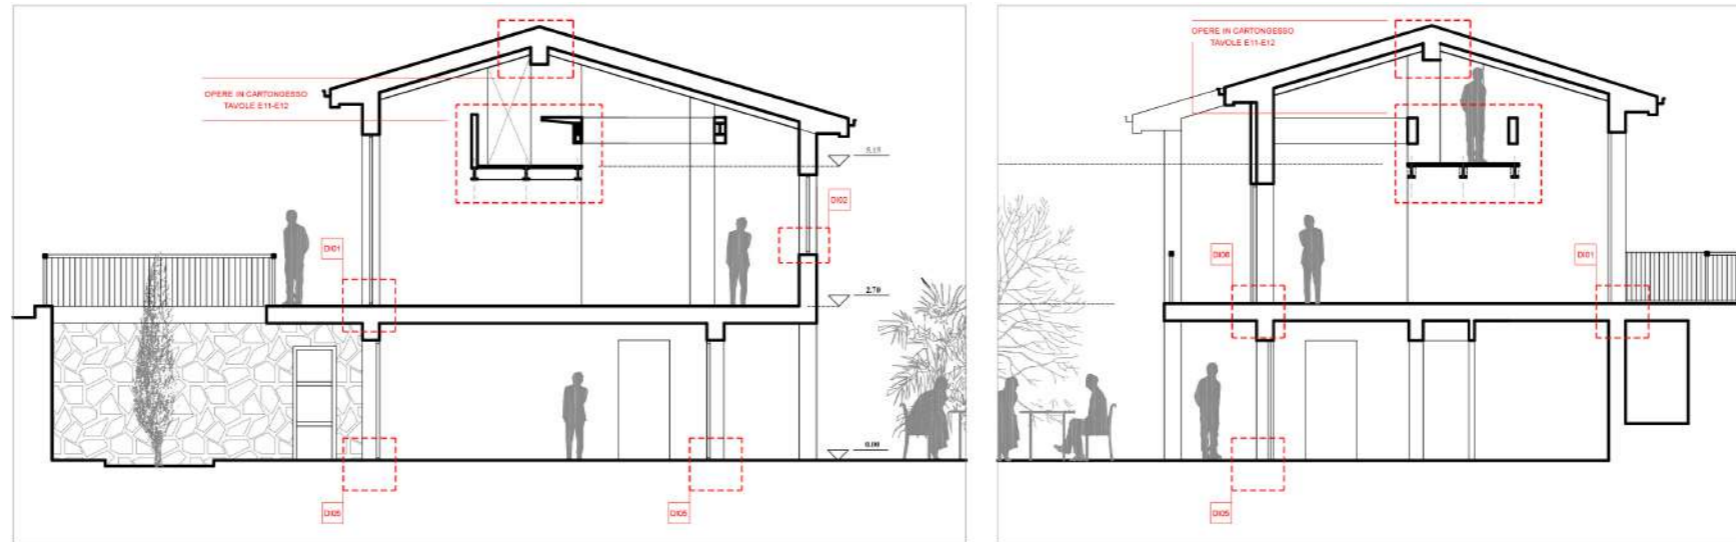 OPERE IN CARTONGESSO
TAVOLE E11-E12
5.15
DI02
DI01
2.70
0.00
DI05
DI05
OPERE IN CARTONGESSO
TAVOLE E11-E12
DI06
DI01
DI05